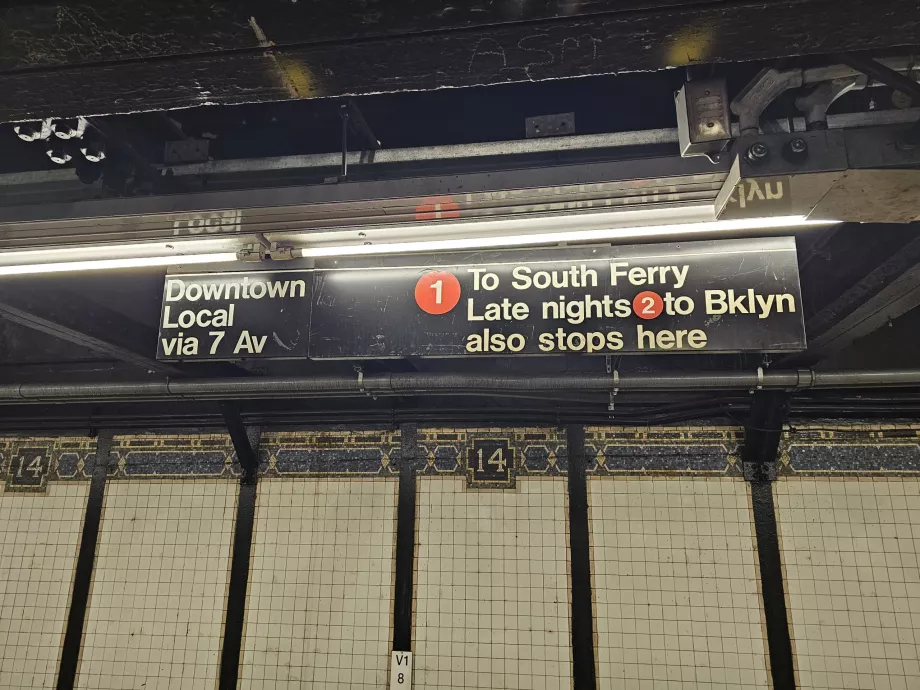 ASM
Downtown
Local
via 7 Av
1 To South Ferry
Late nights 2 to Bklyn
also stops here
14
14
V1
8